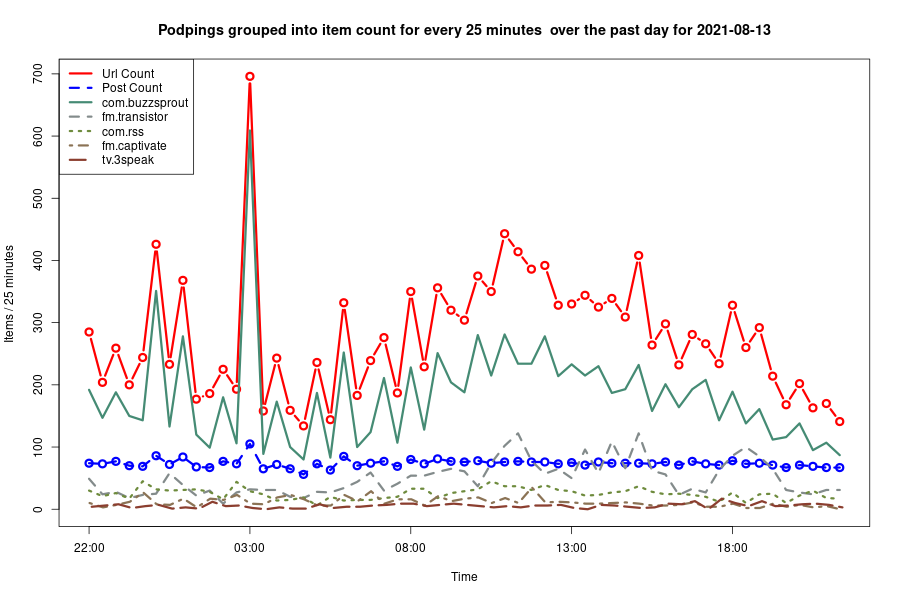 Podpings grouped into item count for every 25 minutes  over the past day for 2021-08-13
Url Count
Post Count
com.buzzsprout
fm.transistor
com.rss
fm.captivate
tv.3speak
Items / 25 minutes
700
600
500
400
300
200
100
0
22:00
03:00
08:00
13:00
18:00
Time